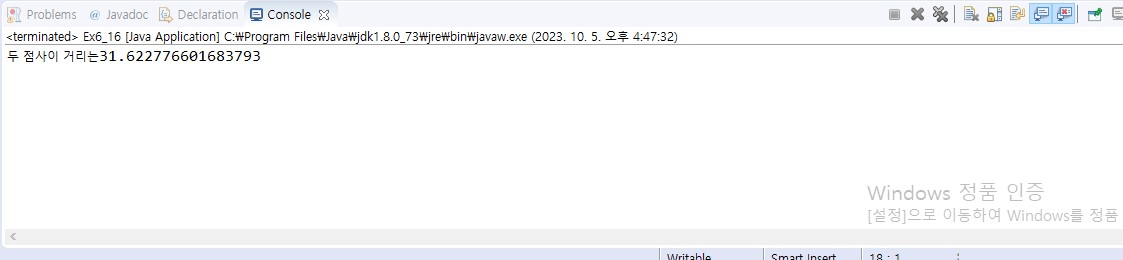 Problems @ Javadoc Declaration Console
<terminated> Ex6_16 [Java Application] C:₩Program Files₩Java₩jdk1.8.0_73₩jre₩bin₩javaw.exe (2023. 10. 5. 오후 4:47:32)
두 점사이 거리는31.622776601683793
Windows 정품 인증
[설정]으로 이동하여 Windows를 정품
Writable Smart Insert 18 : 1